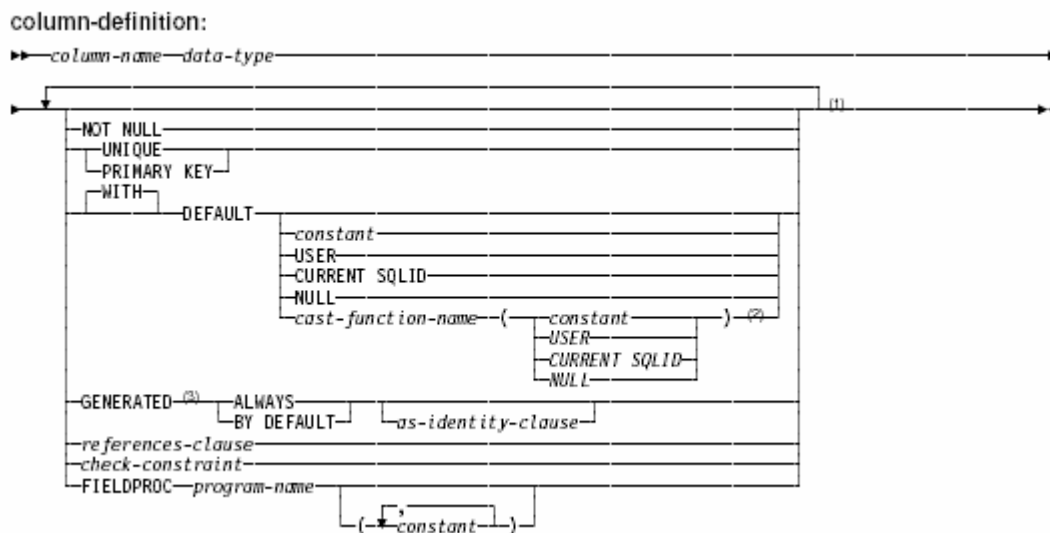 column-definition:
column-name data-type
(1)
NOT NULL
UNIQUE
PRIMARY KEY
WITH
DEFAULT
constant
USER
CURRENT SQLID
NULL
cast-function-name ( constant ) (2)
USER
CURRENT SQLID
NULL
GENERATED (3) ALWAYS
BY DEFAULT as-identity-clause
references-clause
check-constraint
FIELDPROC program-name
,
( constant )